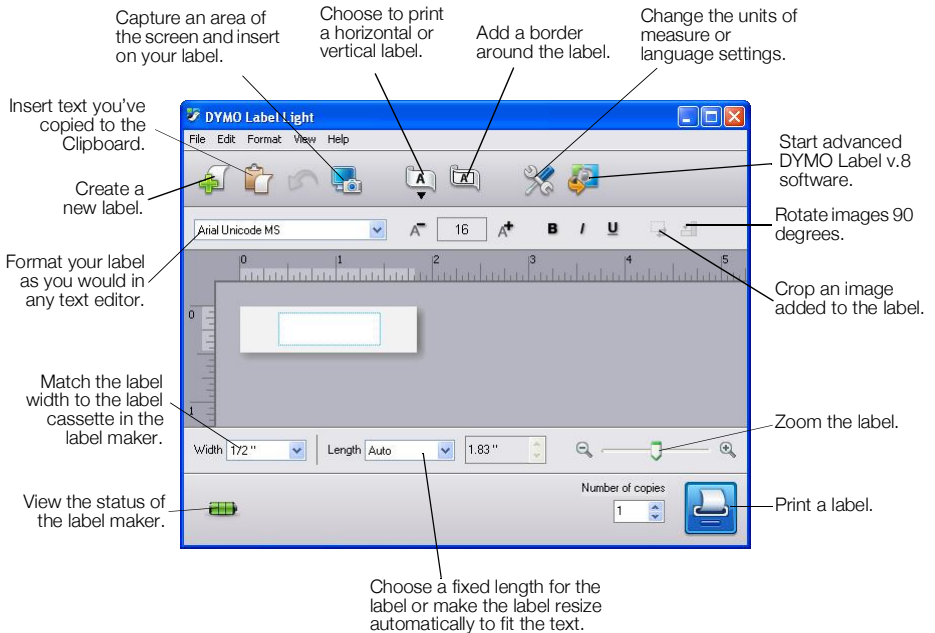 Capture an area of
the screen and insert
on your label.
Choose to print
a horizontal or
vertical label.
Add a border
around the label.
Change the units of
measure or
language settings.
Insert text you've
copied to the
Clipboard.
Create a
new label.
Format your label
as you would in
any text editor.
Match the label
width to the label
cassette in the
label maker.
View the status of
the label maker.
DYMO Label Light
File Edit Format View Help
A A
Arial Unicode MS A 16 A B I U
0 1 2 3 4 5
0
1
Width 1/2 " Length Auto 1.83 "
Number of copies
1
Start advanced
DYMO Label v.8
software.
Rotate images 90
degrees.
Crop an image
added to the label.
Zoom the label.
Print a label.
Choose a fixed length for the
label or make the label resize
automatically to fit the text.